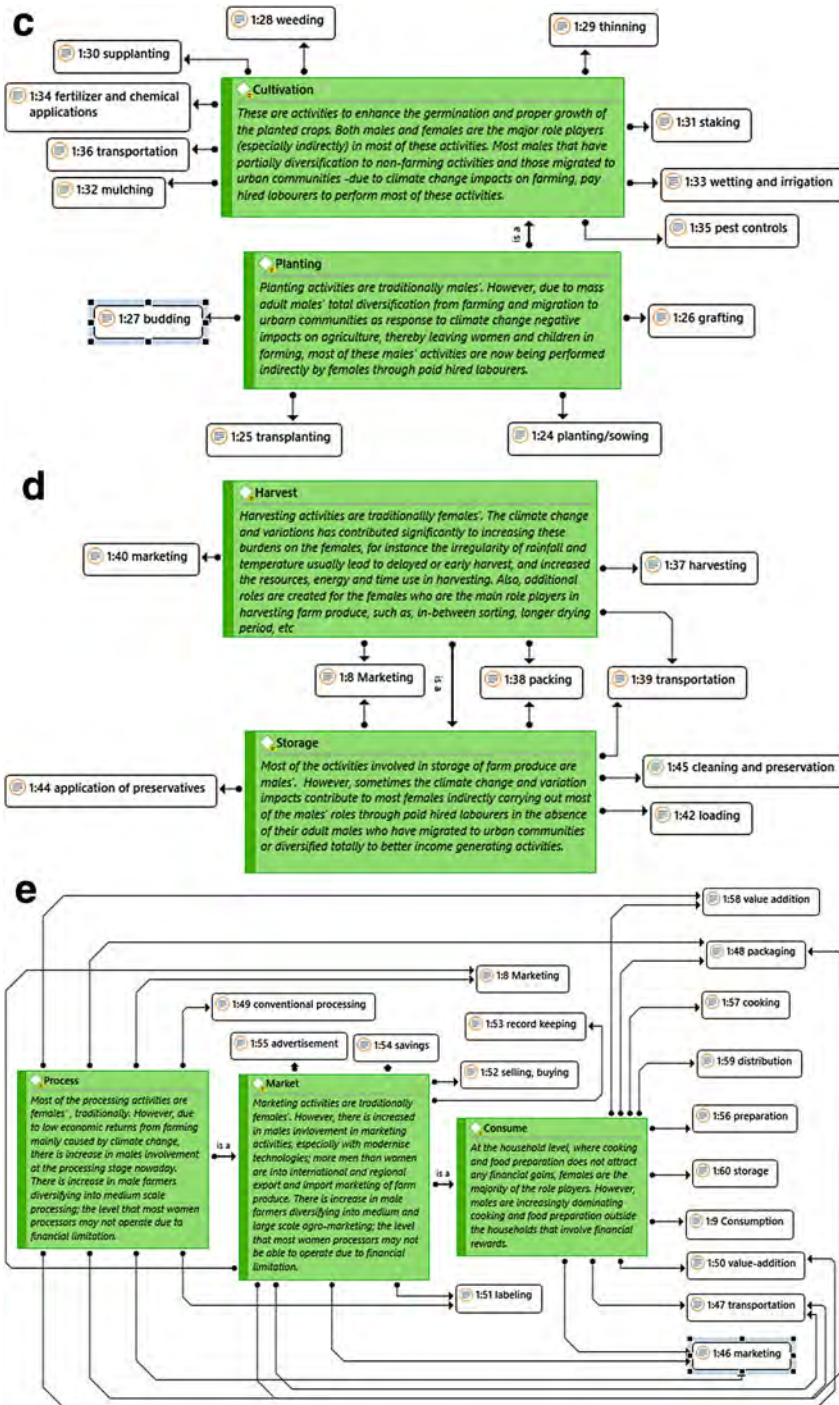 c
1:28 weeding
1:29 thinning
1:30 supplanting
1:34 fertilizer and chemical
applications
1:36 transportation
1:32 mulching
Cultivation
These are activities to enhance the germination and proper growth of
the planted crops. Both males and females are the major role players
(especially indirectly) in most of these activities. Most males that have
partially diversification to non-farming activities and those migrated to
urban communities -due to climate change impacts on farming, pay
hired labourers to perform most of these activities.
1:31 staking
1:33 wetting and irrigation
1:35 pest controls
is a
Planting
Planting activities are traditionally males'. However, due to mass
adult males' total diversification from farming and migration to
urbarn communities as response to climate change negative
impacts on agriculture, thereby leaving women and children in
farming, most of these males' activities are now being performed
indirectly by females through paid hired labourers.
1:27 budding
1:26 grafting
1:25 transplanting
1:24 planting/sowing
d
Harvest
Harvesting activities are traditionallly females'. The climate change
and variations has contributed significantly to increasing these
burdens on the females, for instance the irregularity of rainfall and
temperature usually lead to delayed or early harvest, and increased
the resources, energy and time use in harvesting. Also, additional
roles are created for the females who are the main role players in
harvesting farm produce, such as, in-between sorting, longer drying
period, etc
1:40 marketing
1:37 harvesting
1:8 Marketing
is a
1:38 packing
1:39 transportation
Storage
Most of the activities involved in storage of farm produce are
males'. However, sometimes the climate change and variation
impacts contribute to most females indirectly carrying out most
of the males' roles through paid hired labourers in the absence
of their adult males who have migrated to urban communities
or diversified totally to better income generating activities.
1:44 application of preservatives
1:45 cleaning and preservation
1:42 loading
e
1:58 value addition
1:48 packaging
1:8 Marketing
1:49 conventional processing
1:57 cooking
1:53 record keeping
1:55 advertisement
1:54 savings
1:59 distribution
1:52 selling, buying
Process
Most of the processing activities are
females' , traditionally. However, due
to low economic returns from farming
mainly caused by climate change,
there is increase in males involvement
at the processing stage nowaday.
There is increase in male farmers
diversifying into medium scale
processing; the level that most women
processors may not operate due to
financial limitation.
is a
Market
Marketing activities are traditionally
females'. However, there is increased
in males invlovement in marketing
activities, especially with modernise
technologies; more men than women
are into international and regional
export and import marketing of farm
produce. There is increase in male
farmers diversifying into medium and
large scale agro-marketing; the level
that most women processors may not
be able to operate due to financial
limitation.
is a
Consume
At the household level, where cooking
and food preparation does not attract
any financial gains, females are the
majority of the role players. However,
males are increasingly dominating
cooking and food preparation outside
the households that involve financial
rewards.
1:56 preparation
1:60 storage
1:9 Consumption
1:50 value-addition
1:51 labeling
1:47 transportation
1:46 marketing